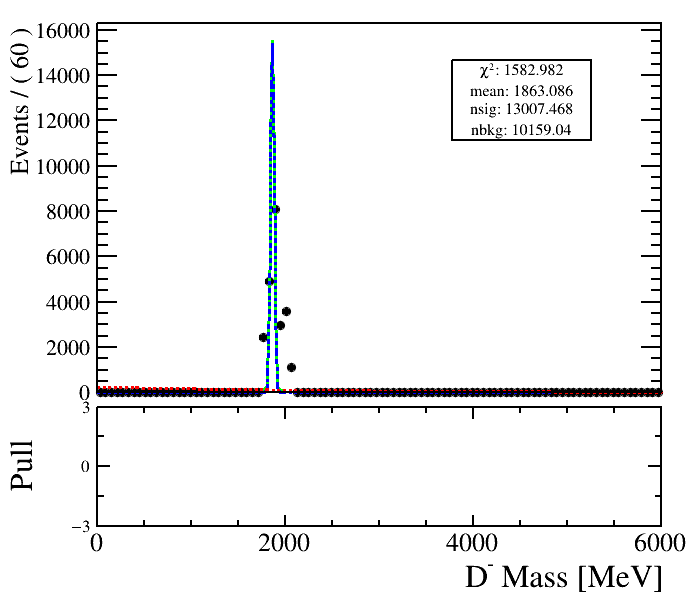 Events / ( 60 )
16000
14000
12000
10000
8000
6000
4000
2000
0
χ²: 1582.982
mean: 1863.086
nsig: 13007.468
nbkg: 10159.04
Pull
3
0
−3
0 2000 4000 6000
D⁻ Mass [MeV]